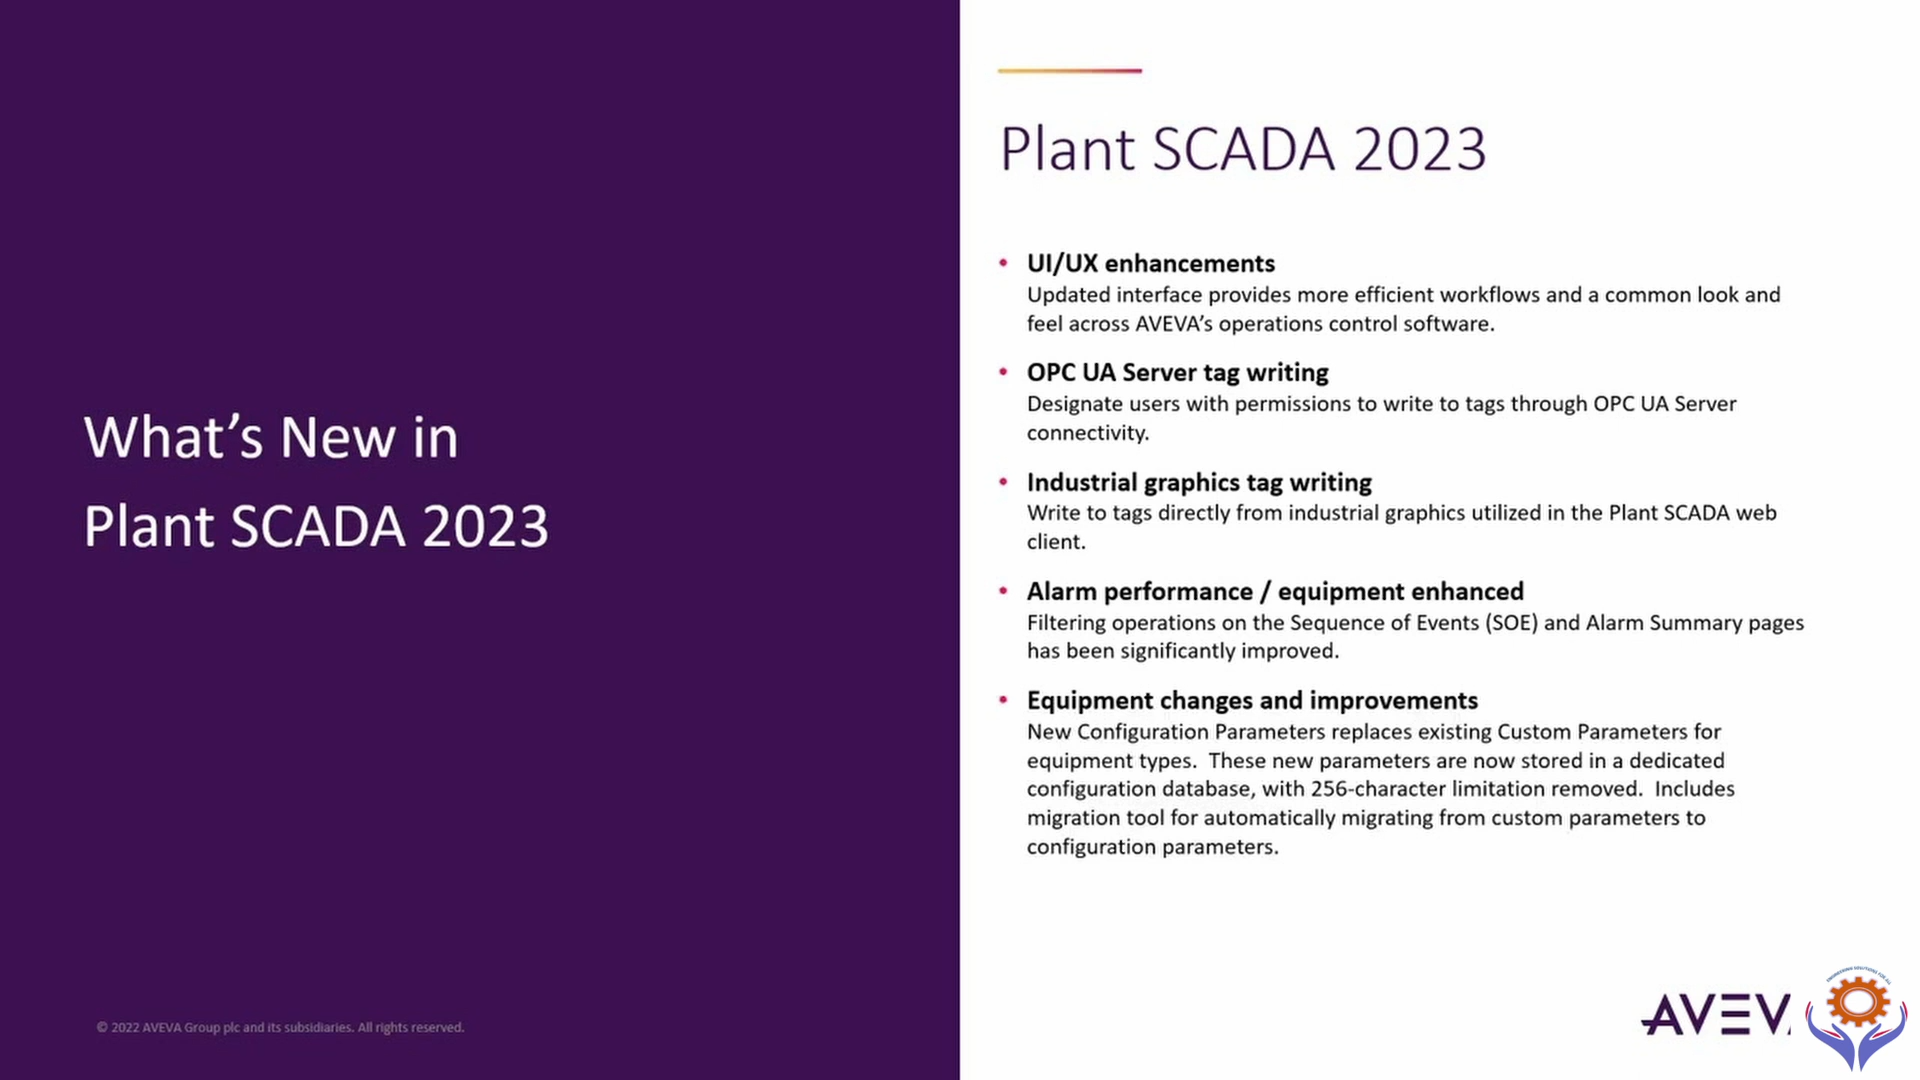 What's New in
Plant SCADA 2023
© 2022 AVEVA Group plc and its subsidiaries. All rights reserved.
Plant SCADA 2023
• UI/UX enhancements
Updated interface provides more efficient workflows and a common look and
feel across AVEVA's operations control software.
• OPC UA Server tag writing
Designate users with permissions to write to tags through OPC UA Server
connectivity.
• Industrial graphics tag writing
Write to tags directly from industrial graphics utilized in the Plant SCADA web
client.
• Alarm performance / equipment enhanced
Filtering operations on the Sequence of Events (SOE) and Alarm Summary pages
has been significantly improved.
• Equipment changes and improvements
New Configuration Parameters replaces existing Custom Parameters for
equipment types.  These new parameters are now stored in a dedicated
configuration database, with 256-character limitation removed.  Includes
migration tool for automatically migrating from custom parameters to
configuration parameters.
AVEV